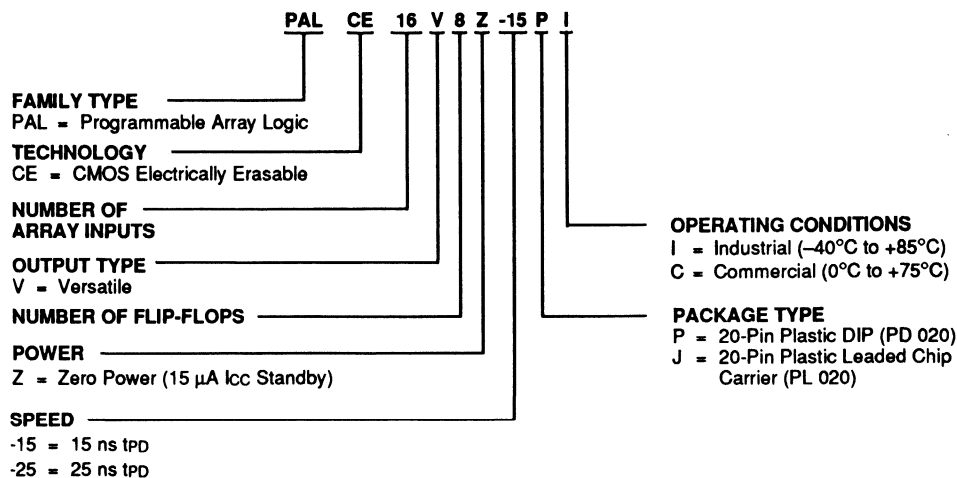 PAL CE 16 V 8 Z -15 P I
FAMILY TYPE
PAL = Programmable Array Logic
TECHNOLOGY
CE = CMOS Electrically Erasable
NUMBER OF
ARRAY INPUTS
OUTPUT TYPE
V = Versatile
NUMBER OF FLIP-FLOPS
POWER
Z = Zero Power (15 µA ICC Standby)
SPEED
-15 = 15 ns tPD
-25 = 25 ns tPD
OPERATING CONDITIONS
I = Industrial (–40°C to +85°C)
C = Commercial (0°C to +75°C)
PACKAGE TYPE
P = 20-Pin Plastic DIP (PD 020)
J = 20-Pin Plastic Leaded Chip
Carrier (PL 020)